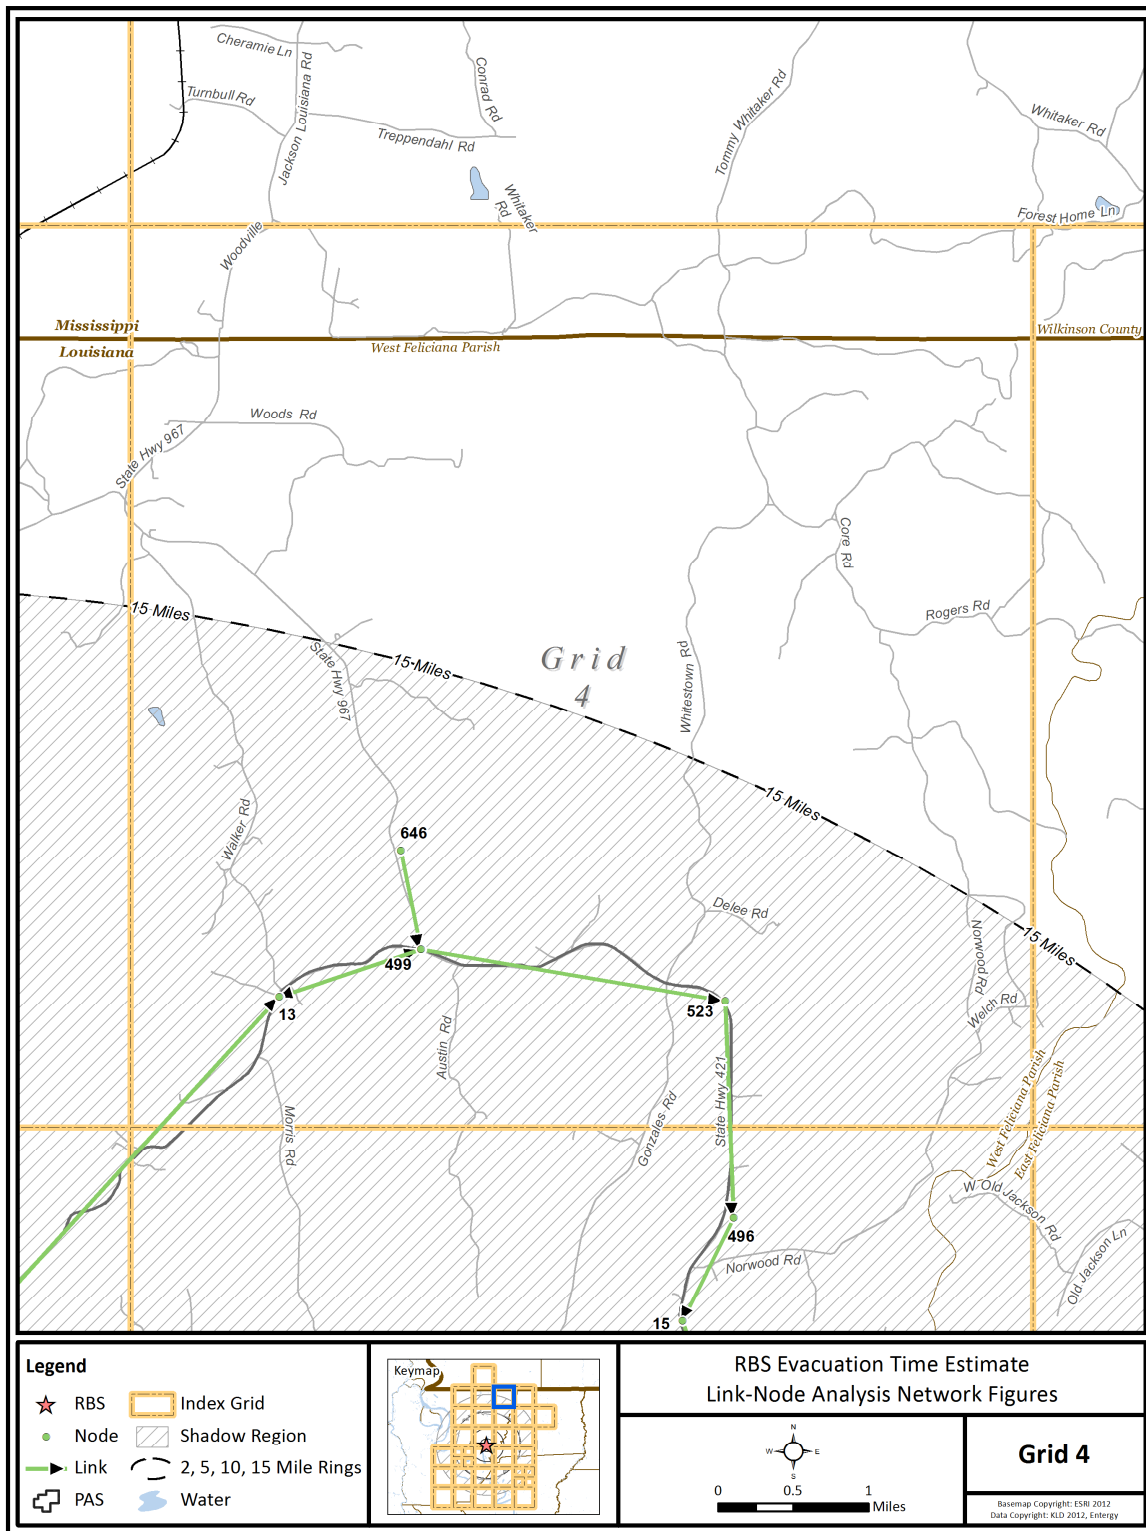 Cheramie Ln
Jackson Louisiana Rd
Conrad Rd
Tommy Whitaker Rd
Turnbull Rd
Treppendahl Rd
Whitaker Rd
Whitaker Rd
Forest Home Ln
Woodville
Mississippi
Louisiana
West Feliciana Parish
Wilkinson County
Woods Rd
State Hwy 967
Core Rd
15 Miles
Rogers Rd
State Hwy 967
15 Miles
Grid
4
Whitestown Rd
15 Miles
Walker Rd
646
Delee Rd
Norwood Rd
15 Miles
499
13
523
Welch Rd
Austin Rd
State Hwy 421
Gonzales Rd
Morris Rd
West Feliciana Parish
East Feliciana Parish
W Old Jackson Rd
496
Norwood Rd
Old Jackson Ln
15
Legend
RBS
Index Grid
Node
Shadow Region
Link
2, 5, 10, 15 Mile Rings
PAS
Water
Keymap
RBS Evacuation Time Estimate
Link-Node Analysis Network Figures
N
W E
S
0 0.5 1
Miles
Grid 4
Basemap Copyright: ESRI 2012
Data Copyright: KLD 2012, Entergy